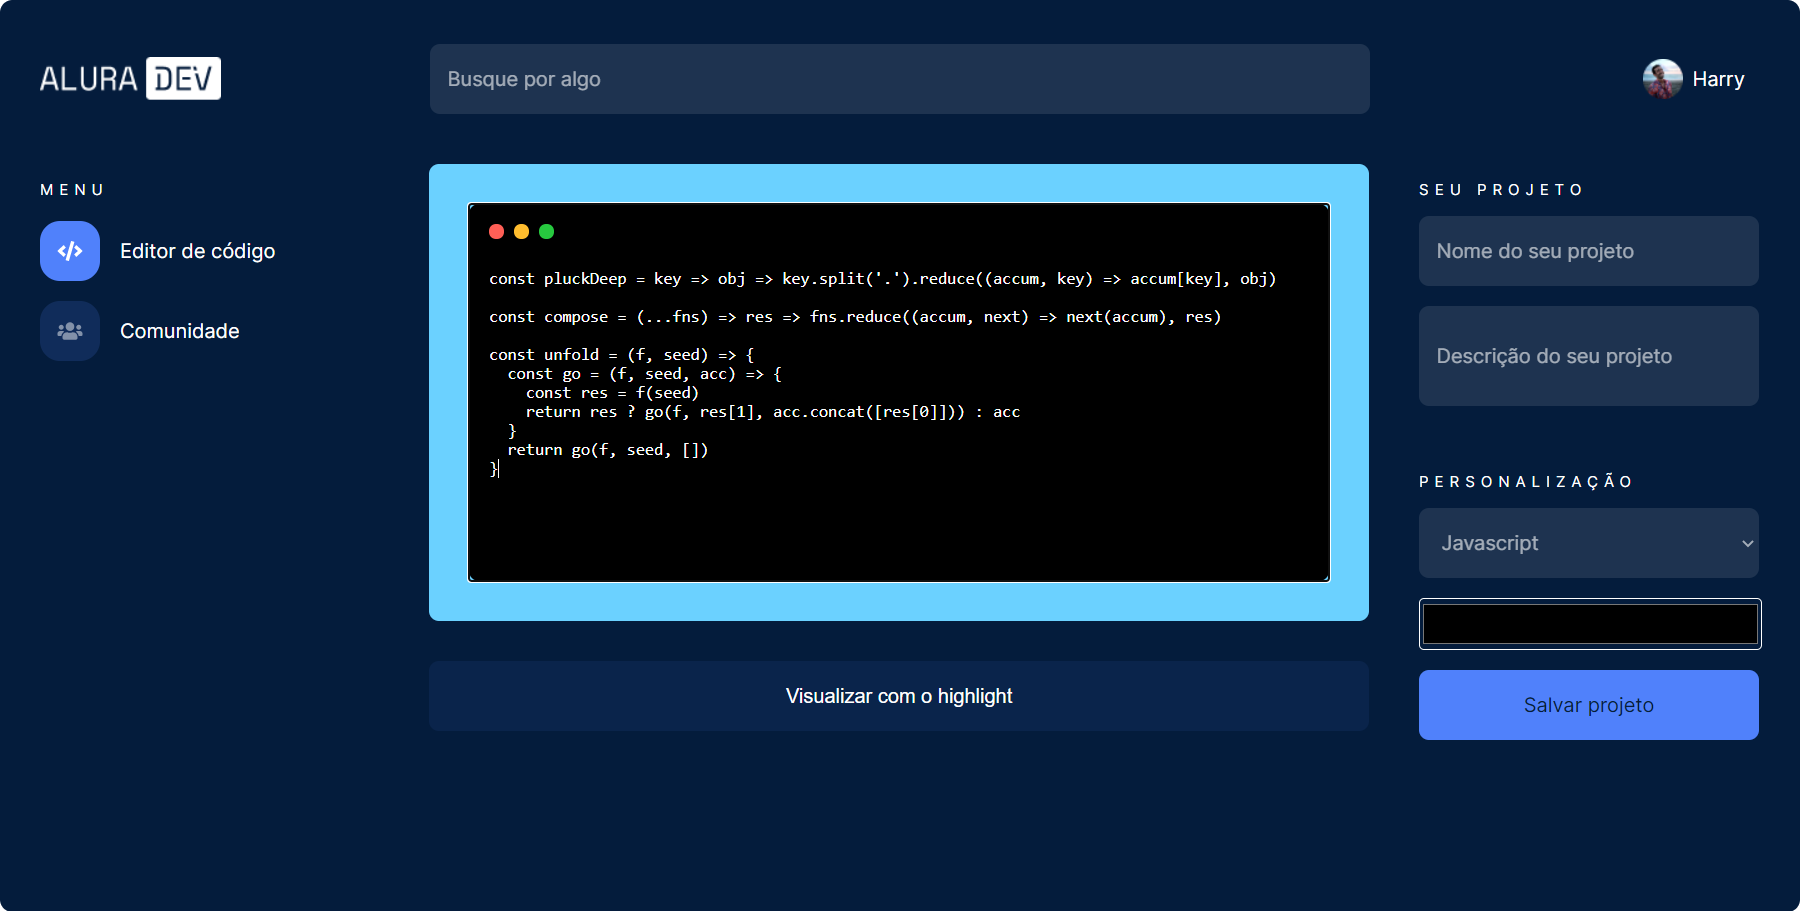 ALURA DEV
Busque por algo
Harry
MENU
Editor de código
Comunidade
const pluckDeep = key => obj => key.split('.').reduce((accum, key) => accum[key], obj)
const compose = (...fns) => res => fns.reduce((accum, next) => next(accum), res)
const unfold = (f, seed) => {
  const go = (f, seed, acc) => {
    const res = f(seed)
    return res ? go(f, res[1], acc.concat([res[0]])) : acc
  }
  return go(f, seed, [])
}
Visualizar com o highlight
SEU PROJETO
Nome do seu projeto
Descrição do seu projeto
PERSONALIZAÇÃO
Javascript
Salvar projeto